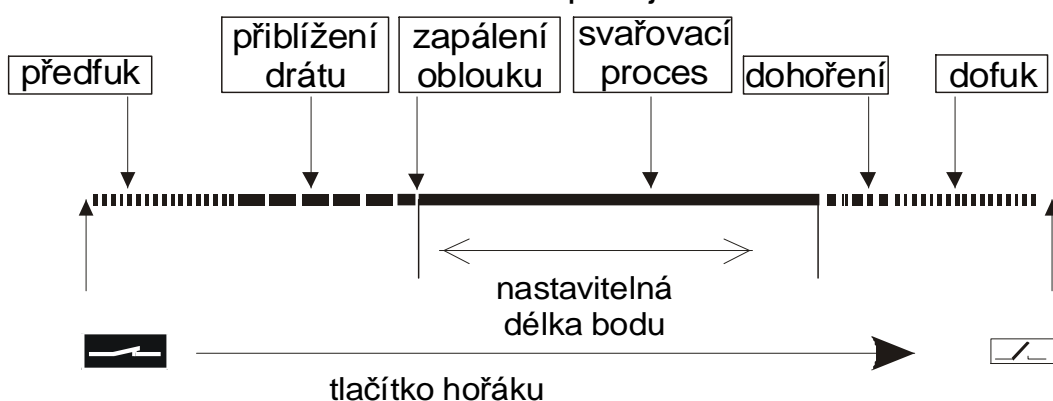 předfuk
přiblížení
drátu
zapálení
oblouku
svařovací
proces
dohoření
dofuk
nastavitelná
délka bodu
tlačítko hořáku